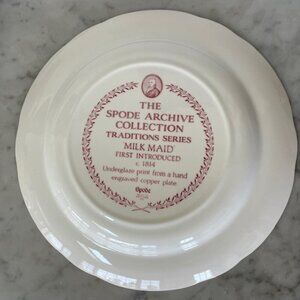 THE
SPODE ARCHIVE
COLLECTION
TRADITIONS SERIES
MILK MAID
FIRST INTRODUCED
c. 1814
Underglaze print from a hand
engraved copper plate
Spode